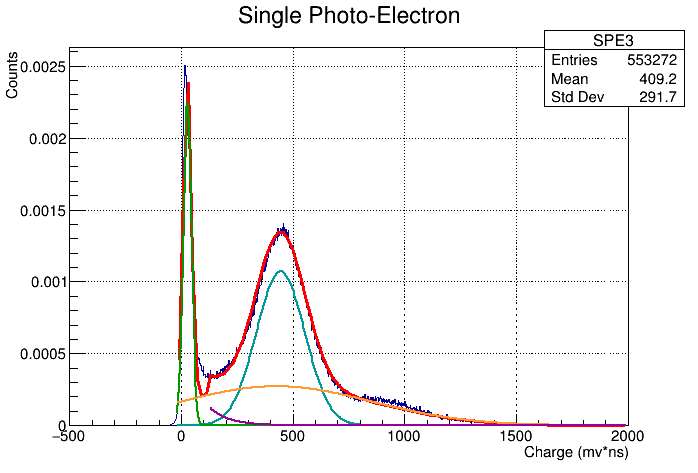 Single Photo-Electron
SPE3
Entries 553272
Mean 409.2
Std Dev 291.7
Counts
0.0025
0.002
0.0015
0.001
0.0005
0
−500 0 500 1000 1500 2000
Charge (mv*ns)